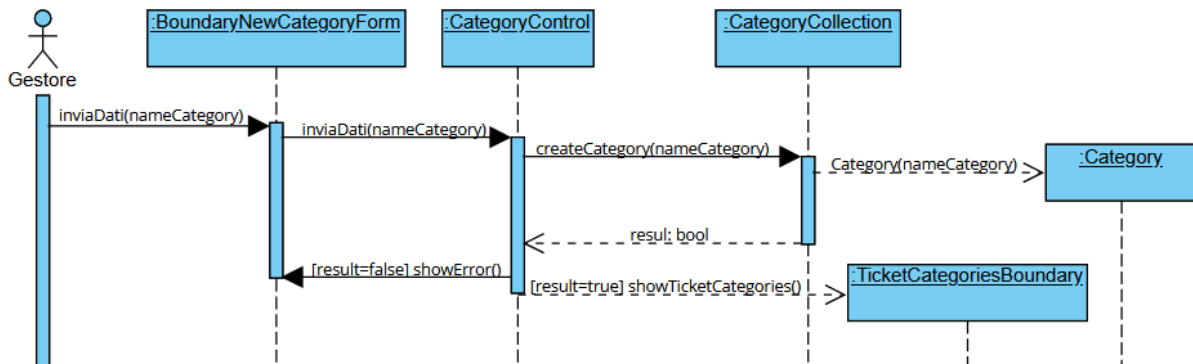 :BoundaryNewCategoryForm
:CategoryControl
:CategoryCollection
Gestore
inviaDati(nameCategory)
inviaDati(nameCategory)
createCategory(nameCategory)
Category(nameCategory)
:Category
resul: bool
[result=false] showError()
[result=true] showTicketCategories()
:TicketCategoriesBoundary